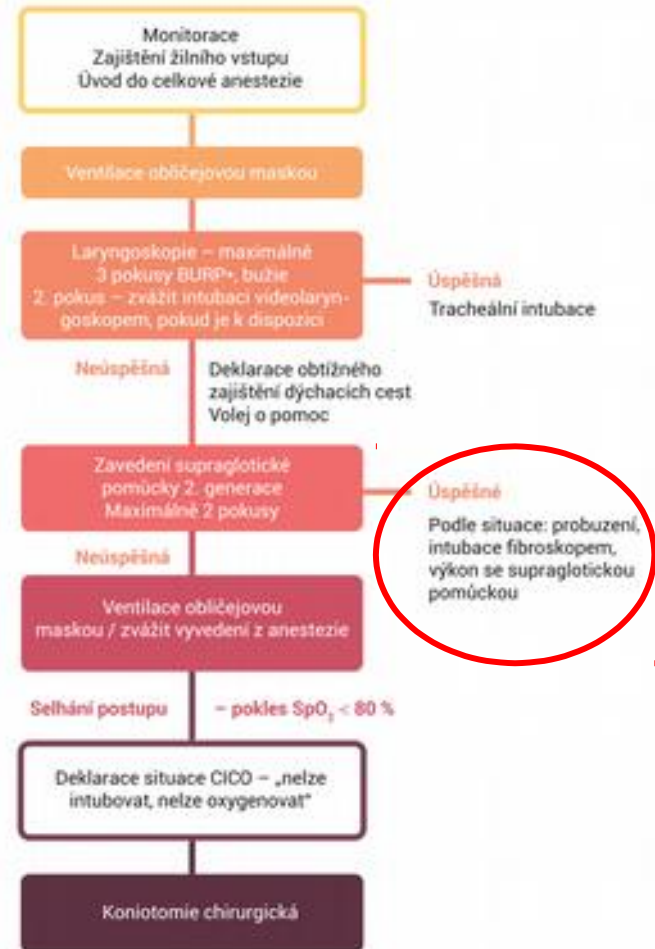 Monitorace
Zajištění žilního vstupu
Úvod do celkové anestezie
Ventilace obličejovou maskou
Laryngoskopie – maximálně
3 pokusy BURP+, bužie
2. pokus – zvážit intubaci videolaryn-
goskopem, pokud je k dispozici
Úspěšná
Tracheální intubace
Neúspěšná
Deklarace obtížného
zajištění dýchacích cest
Volej o pomoc
Zavedení supraglotické
pomůcky 2. generace
Maximálně 2 pokusy
Úspěšné
Podle situace: probuzení,
intubace fibroskopem,
výkon se supraglotickou
pomůckou
Neúspěšná
Ventilace obličejovou
maskou / zvážit vyvedení z anestezie
Selhání postupu – pokles SpO₂ < 80 %
Deklarace situace CICO – „nelze
intubovat, nelze oxygenovat“
Koniotomie chirurgická